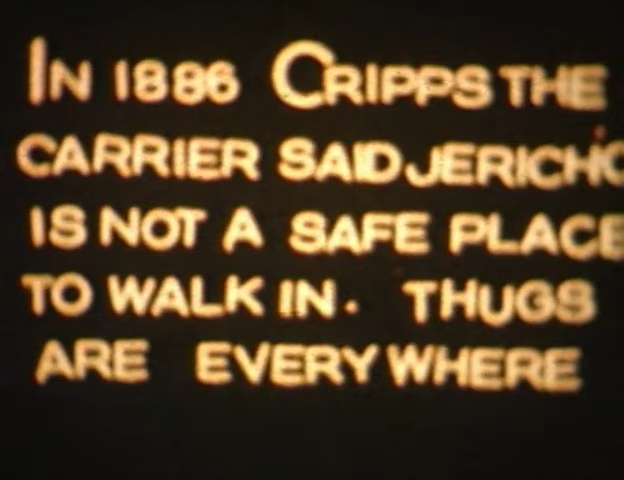 IN 1886 CRIPPS THE
CARRIER SAID JERICHO
IS NOT A SAFE PLACE
TO WALK IN. THUGS
ARE EVERYWHERE